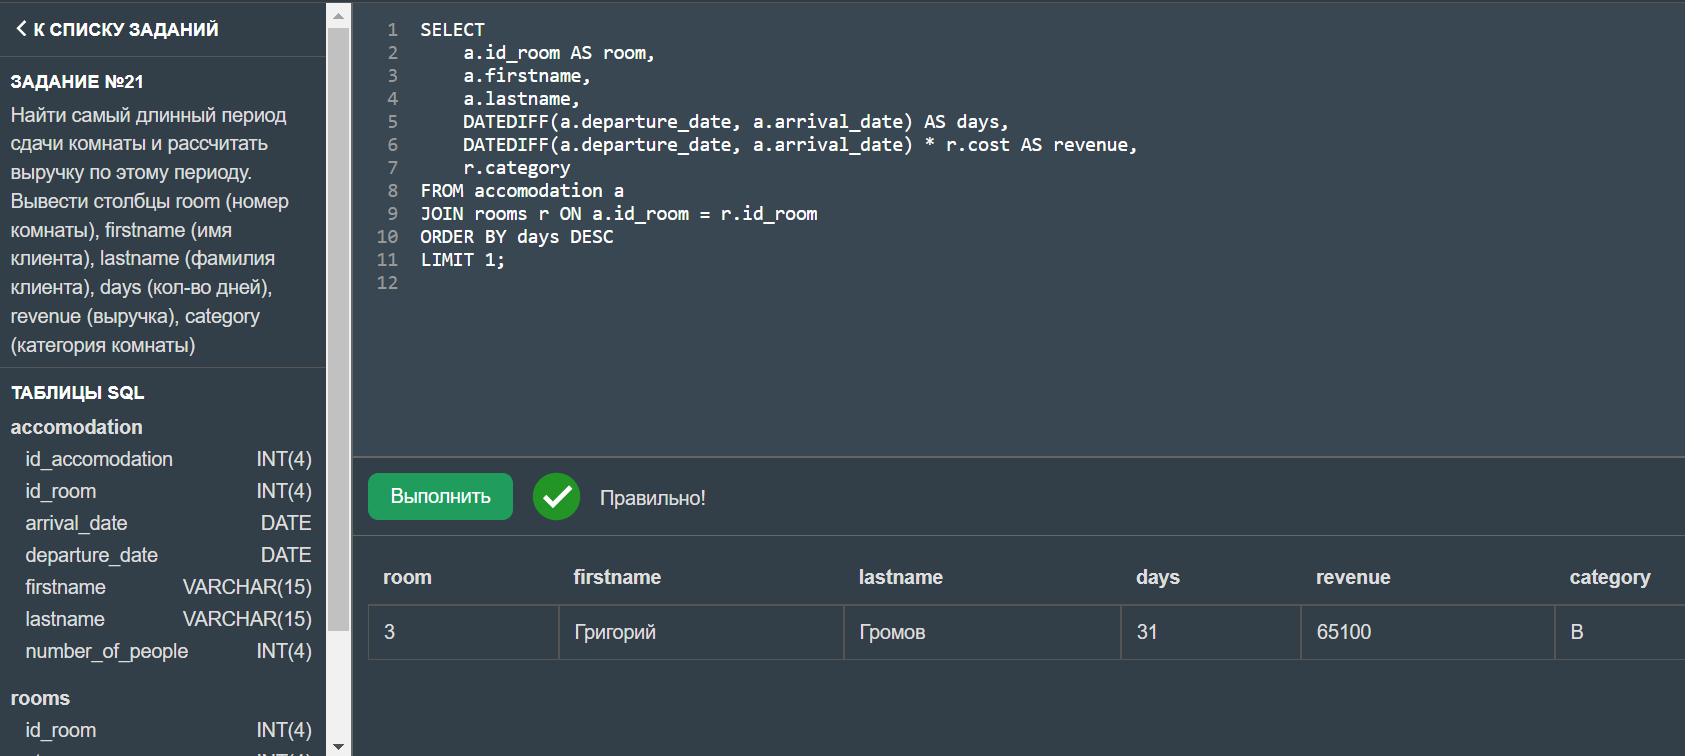 К СПИСКУ ЗАДАНИЙ
ЗАДАНИЕ №21
Найти самый длинный период
сдачи комнаты и рассчитать
выручку по этому периоду.
Вывести столбцы room (номер
комнаты), firstname (имя
клиента), lastname (фамилия
клиента), days (кол-во дней),
revenue (выручка), category
(категория комнаты)
ТАБЛИЦЫ SQL
accomodation
id_accomodation INT(4)
id_room INT(4)
arrival_date DATE
departure_date DATE
firstname VARCHAR(15)
lastname VARCHAR(15)
number_of_people INT(4)
rooms
id_room INT(4)
1 SELECT
2 a.id_room AS room,
3 a.firstname,
4 a.lastname,
5 DATEDIFF(a.departure_date, a.arrival_date) AS days,
6 DATEDIFF(a.departure_date, a.arrival_date) * r.cost AS revenue,
7 r.category
8 FROM accomodation a
9 JOIN rooms r ON a.id_room = r.id_room
10 ORDER BY days DESC
11 LIMIT 1;
12
Выполнить Правильно!
room firstname lastname days revenue category
3 Григорий Громов 31 65100 B